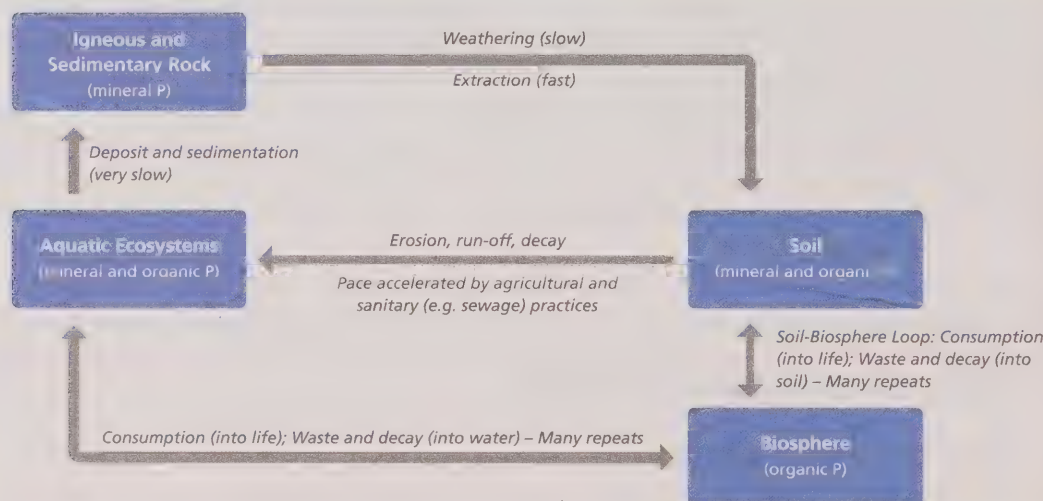 Igneous and
Sedimentary Rock
(mineral P)
Weathering (slow)
Extraction (fast)
Deposit and sedimentation
(very slow)
Aquatic Ecosystems
(mineral and organic P)
Erosion, run-off, decay
Pace accelerated by agricultural and
sanitary (e.g. sewage) practices
Soil
(mineral and
Soil-Biosphere Loop: Consumption
(into life); Waste and decay (into
soil) – Many repeats
Consumption (into life); Waste and decay (into water) – Many repeats
Biosphere
(organic P)